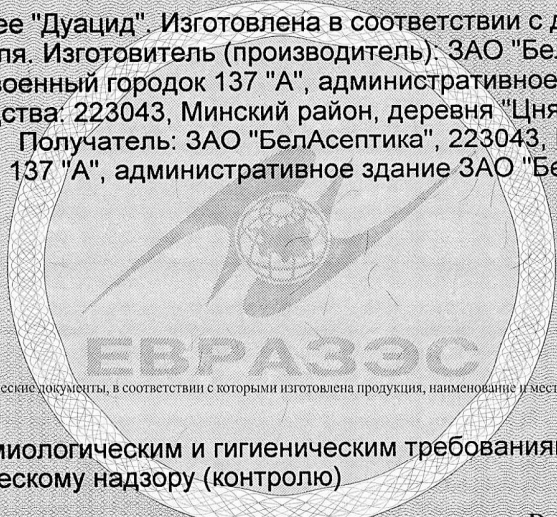 ее "Дуацид". Изготовлена в соответствии с д
ля. Изготовитель (производитель): ЗАО "Бел
военный городок 137 "А", административное
дства: 223043, Минский район, деревня "Цня
Получатель: ЗАО "БелАсептика", 223043,
137 "А", административное здание ЗАО "Бе
ЕВРАЗЭС
еские документы, в соответствии с которыми изготовлена продукция, наименование и мест
миологическим и гигиеническим требования
ескому надзору (контролю)